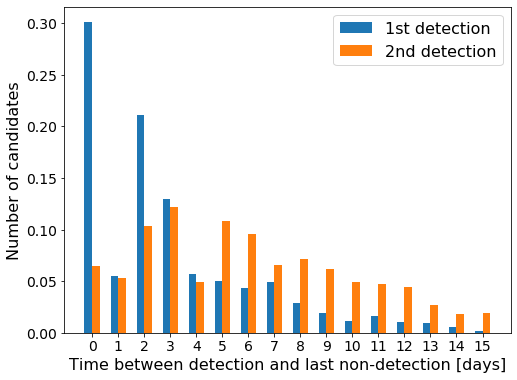 1st detection
2nd detection
Number of candidates
0.30
0.25
0.20
0.15
0.10
0.05
0.00
0 1 2 3 4 5 6 7 8 9 10 11 12 13 14 15
Time between detection and last non-detection [days]